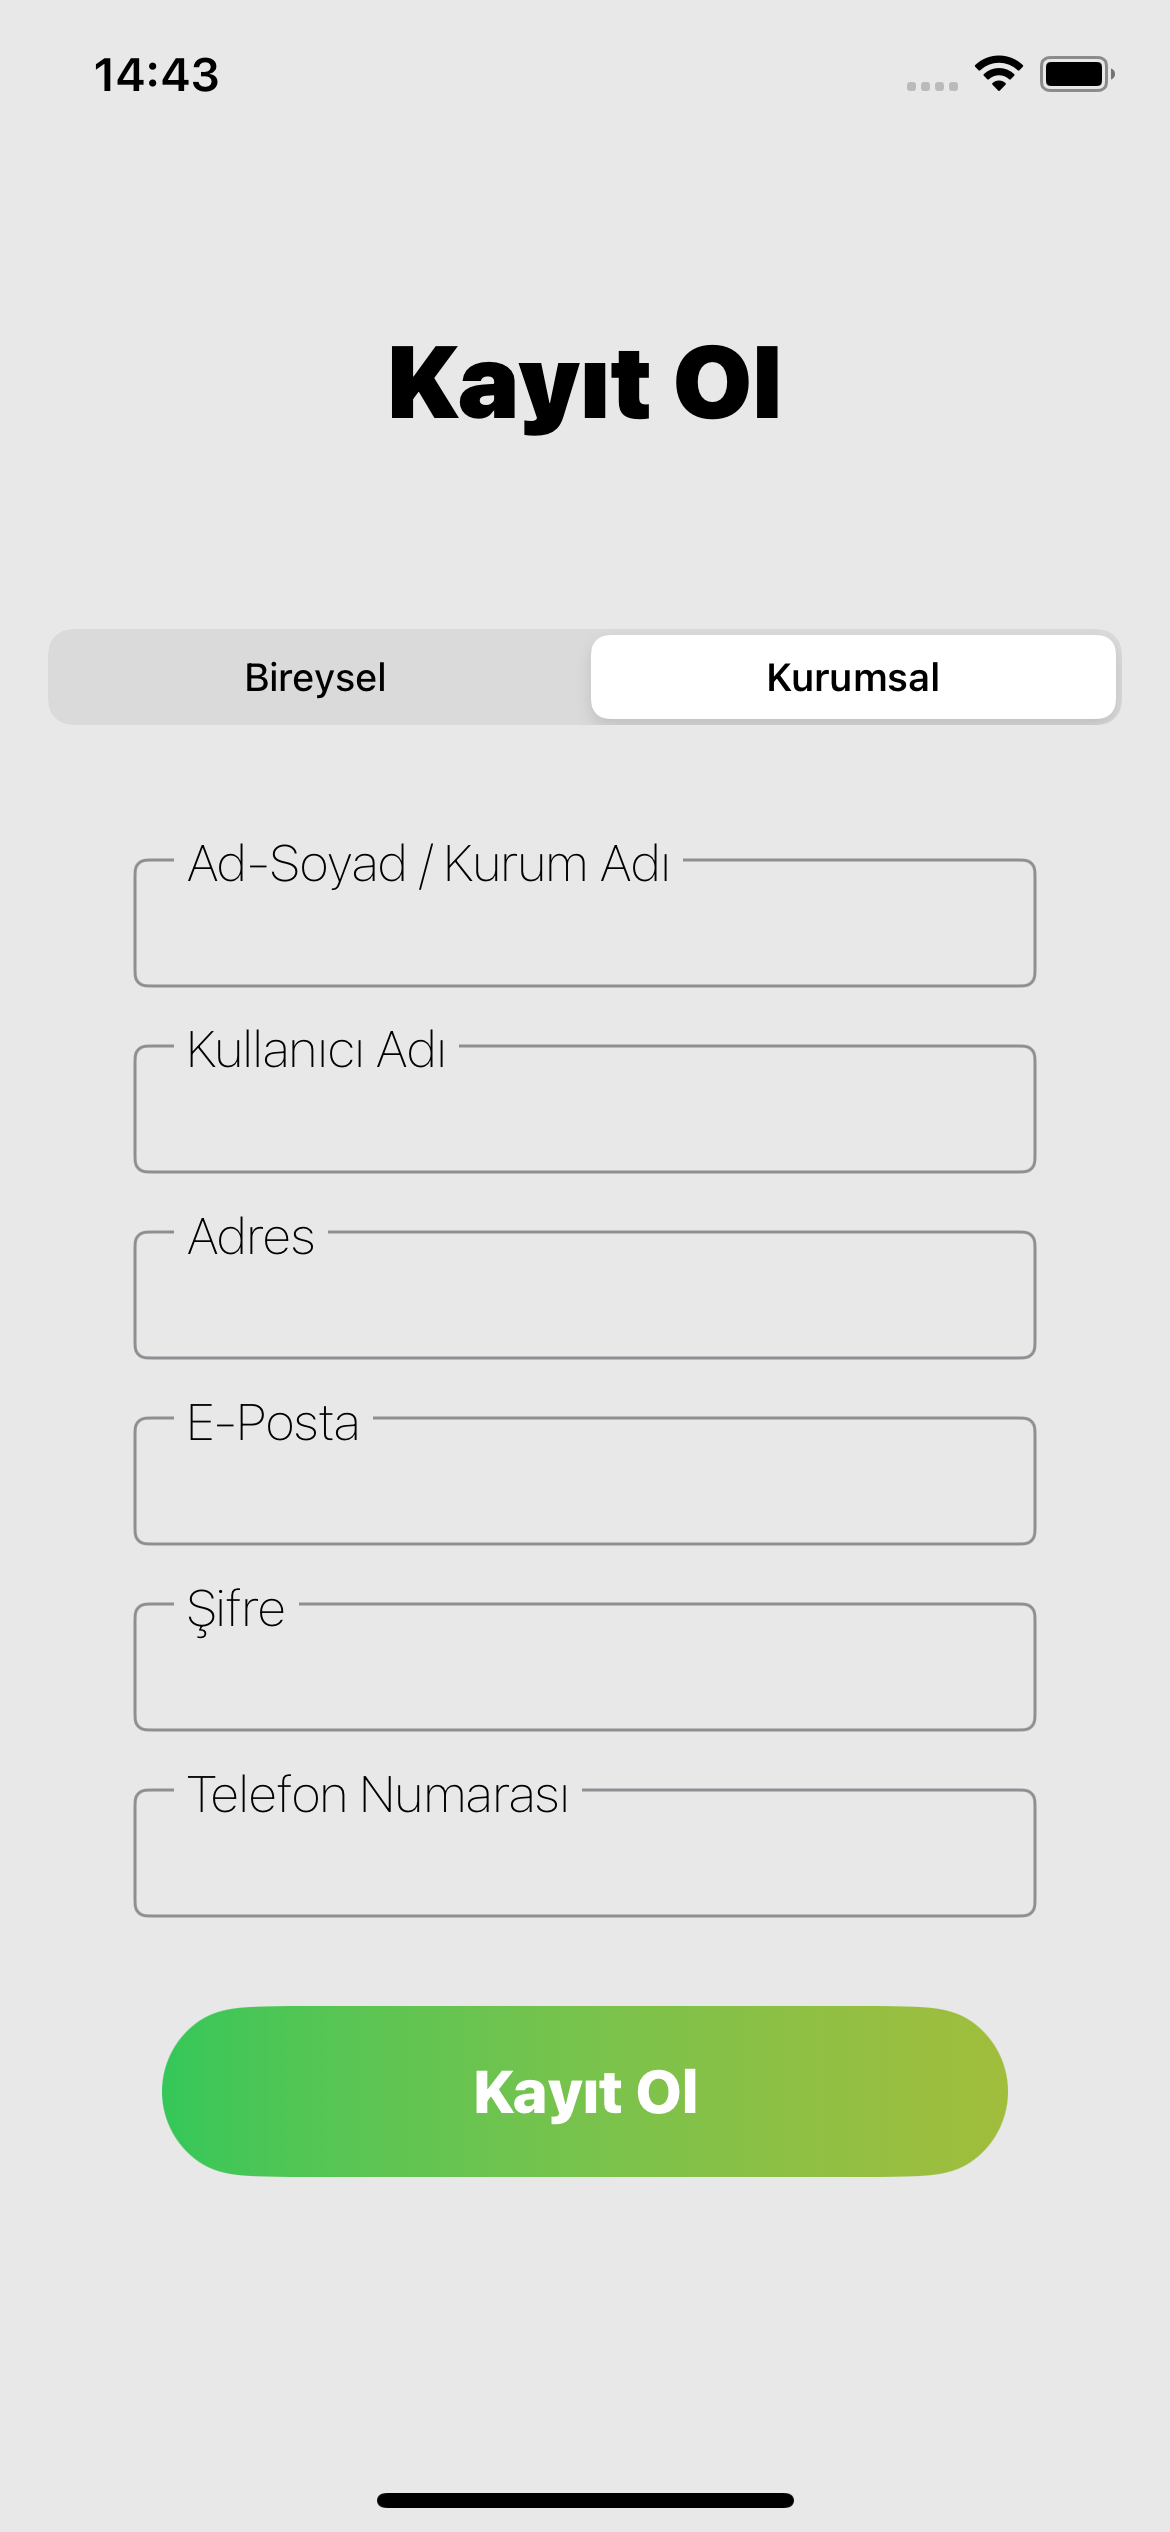 14:43
Kayıt Ol
Bireysel
Kurumsal
Ad-Soyad / Kurum Adı
Kullanıcı Adı
Adres
E-Posta
Şifre
Telefon Numarası
Kayıt Ol